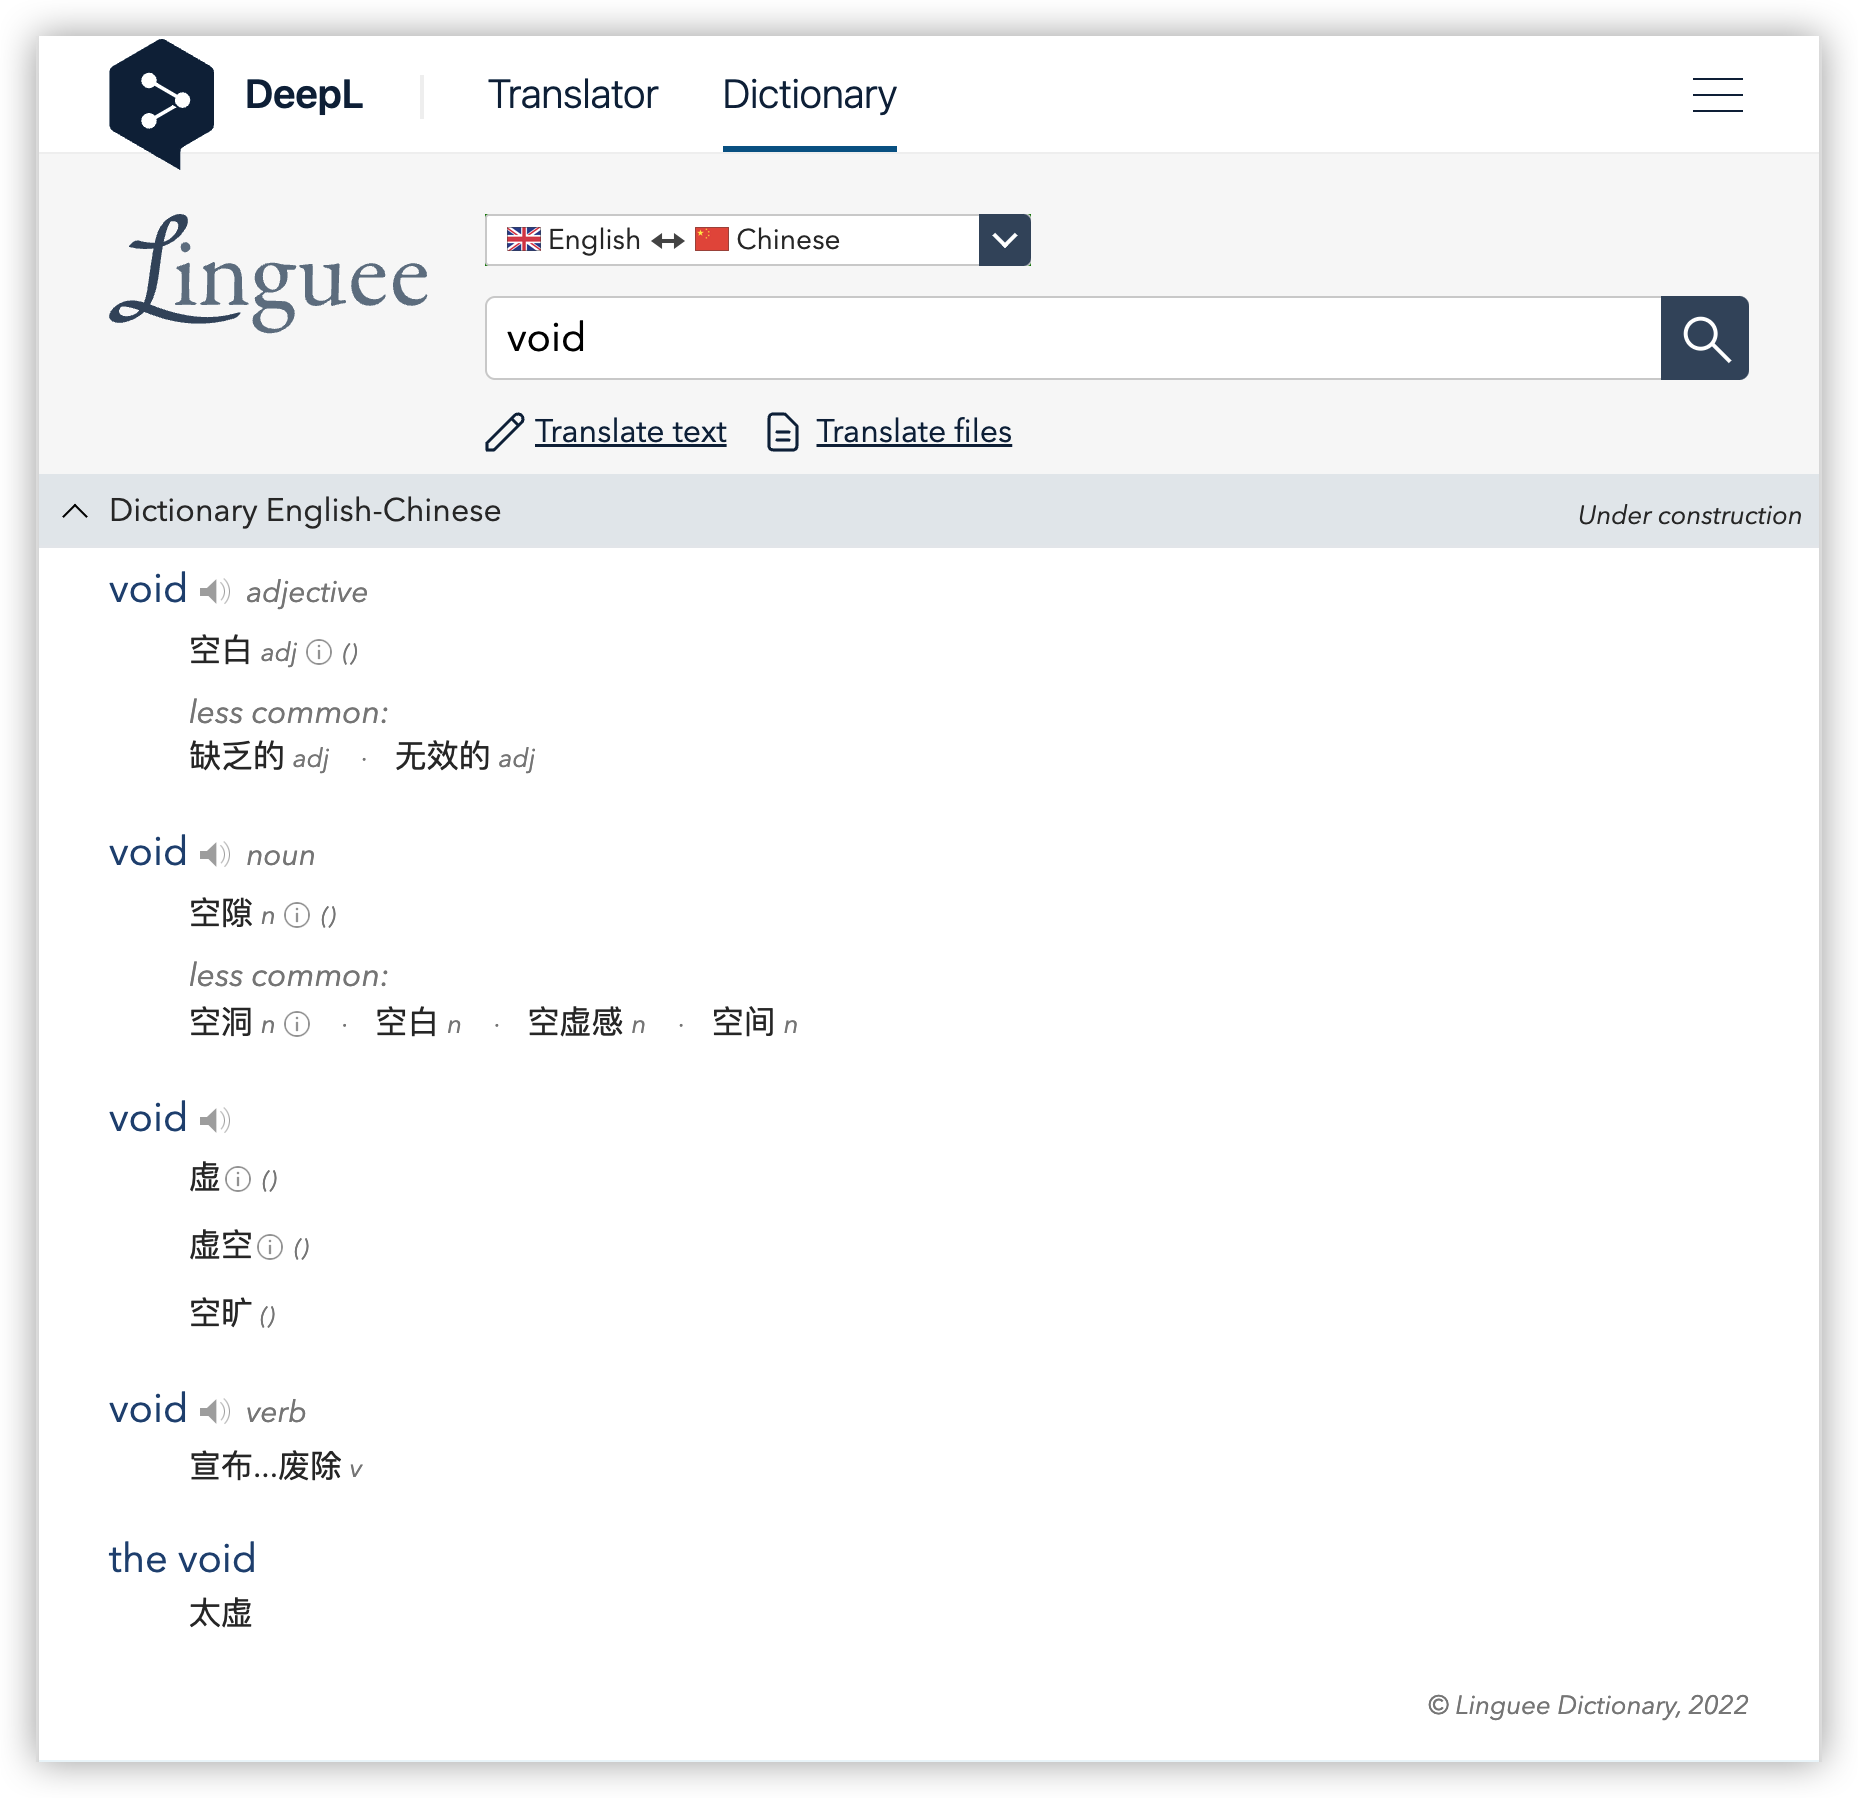 DeepL Translator Dictionary
Linguee
English ↔ Chinese
void
Translate text Translate files
Dictionary English-Chinese Under construction
void adjective
空白 adj ()
less common:
缺乏的 adj · 无效的 adj
void noun
空隙 n ()
less common:
空洞 n · 空白 n · 空虚感 n · 空间 n
void
虚 ()
虚空 ()
空旷 ()
void verb
宣布...废除 v
the void
太虚
© Linguee Dictionary, 2022